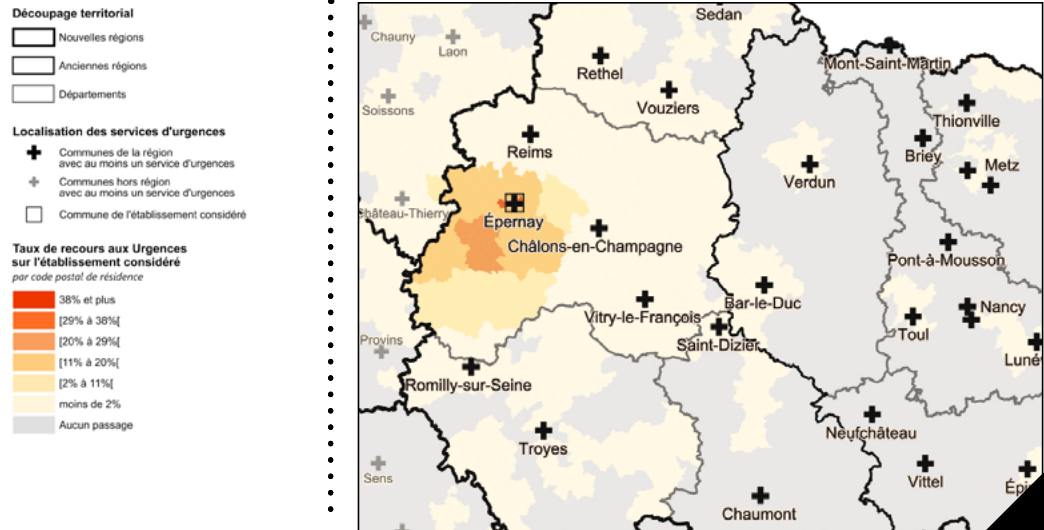 Découpage territorial
Nouvelles régions
Anciennes régions
Départements
Localisation des services d'urgences
Communes de la région
avec au moins un service d'urgences
Communes hors région
avec au moins un service d'urgences
Commune de l'établissement considéré
Taux de recours aux Urgences
sur l'établissement considéré
par code postal de résidence
38% et plus
[29% à 38%[
[20% à 29%[
[11% à 20%[
[2% à 11%[
moins de 2%
Aucun passage
Sedan
Chauny
Laon
Mont-Saint-Martin
Rethel
Vouziers
Soissons
Thionville
Reims
Briey
Metz
Verdun
Château-Thierry
Épernay
Châlons-en-Champagne
Pont-à-Mousson
Bar-le-Duc
Nancy
Vitry-le-François
Toul
Saint-Dizier
Provins
Luné
Romilly-sur-Seine
Neufchâteau
Troyes
Sens
Vittel
Épi
Chaumont